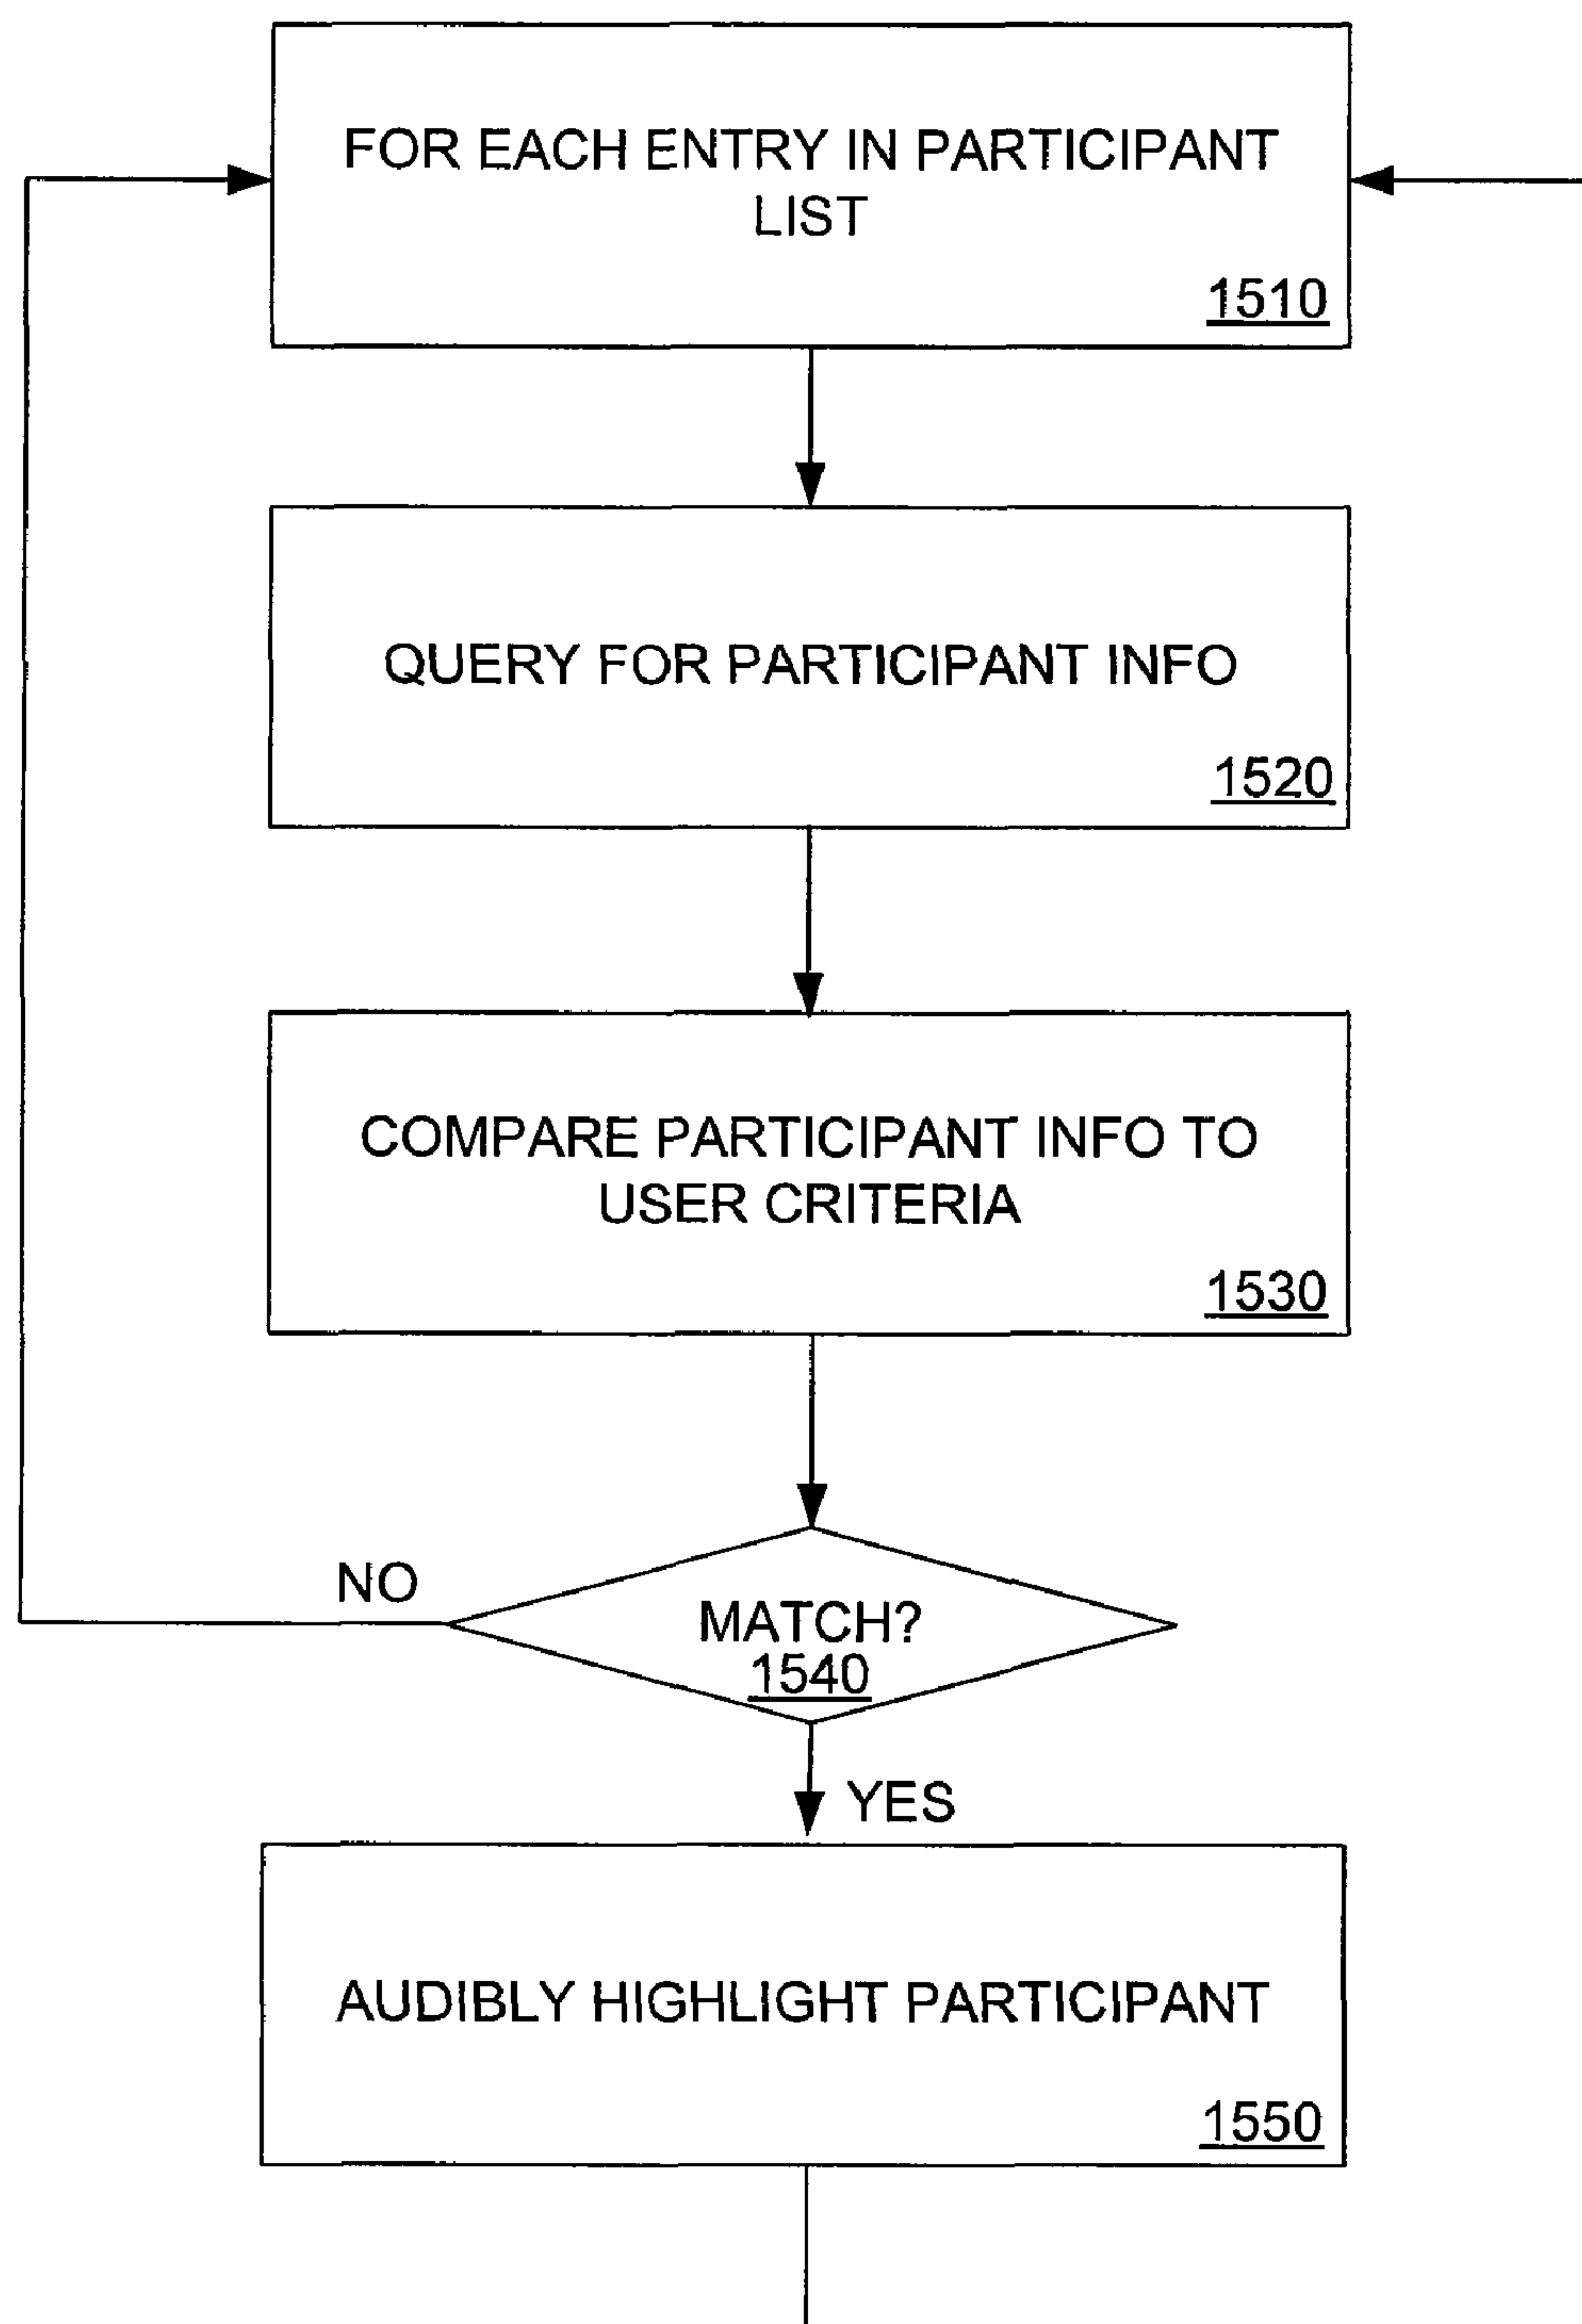 FOR EACH ENTRY IN PARTICIPANT
LIST
1510
QUERY FOR PARTICIPANT INFO
1520
COMPARE PARTICIPANT INFO TO
USER CRITERIA
1530
NO
MATCH?
1540
YES
AUDIBLY HIGHLIGHT PARTICIPANT
1550